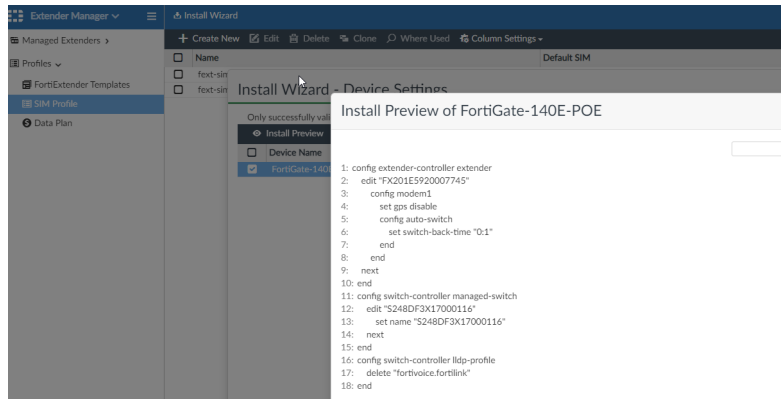 Extender Manager
Install Wizard
Managed Extenders
Profiles
FortiExtender Templates
SIM Profile
Data Plan
Create New Edit Delete Clone Where Used Column Settings
Name Default SIM
fext-sim
fext-sim
Install Wizard - Device Settings
Only successfully vali
Install Preview
Device Name
FortiGate-140E
Install Preview of FortiGate-140E-POE
1: config extender-controller extender
2: edit "FX201E5920007745"
3: config modem1
4: set gps disable
5: config auto-switch
6: set switch-back-time "0:1"
7: end
8: end
9: next
10: end
11: config switch-controller managed-switch
12: edit "S248DF3X17000116"
13: set name "S248DF3X17000116"
14: next
15: end
16: config switch-controller lldp-profile
17: delete "fortivoice.fortilink"
18: end